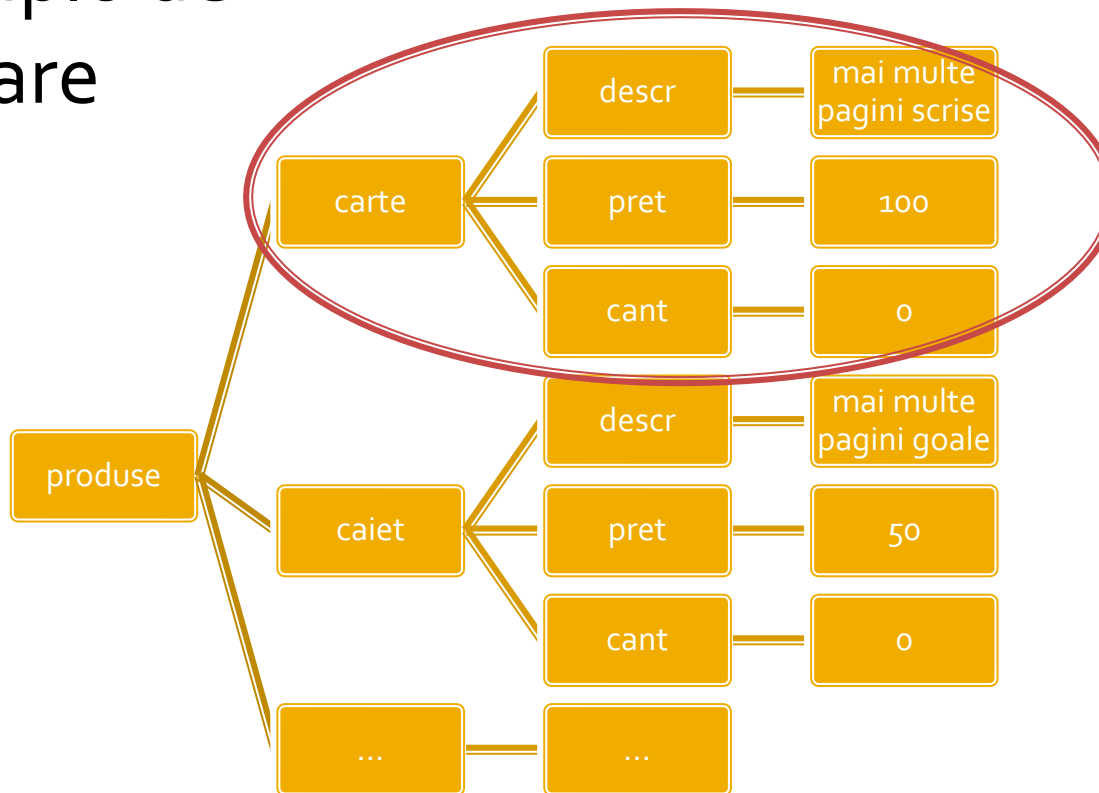 are
descr
mai multe
pagini scrise
carte
pret
100
cant
0
descr
mai multe
pagini goale
produse
caiet
pret
50
cant
0
...
...